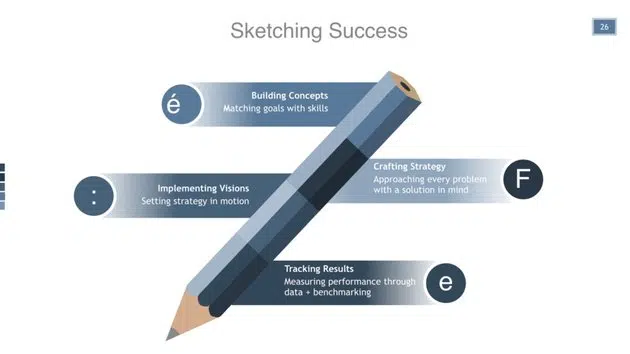 Sketching Success
26
é
Building Concepts
Matching goals with skills
Crafting Strategy
Approaching every problem
with a solution in mind
F
:
Implementing Visions
Setting strategy in motion
Tracking Results
Measuring performance through
data + benchmarking
e